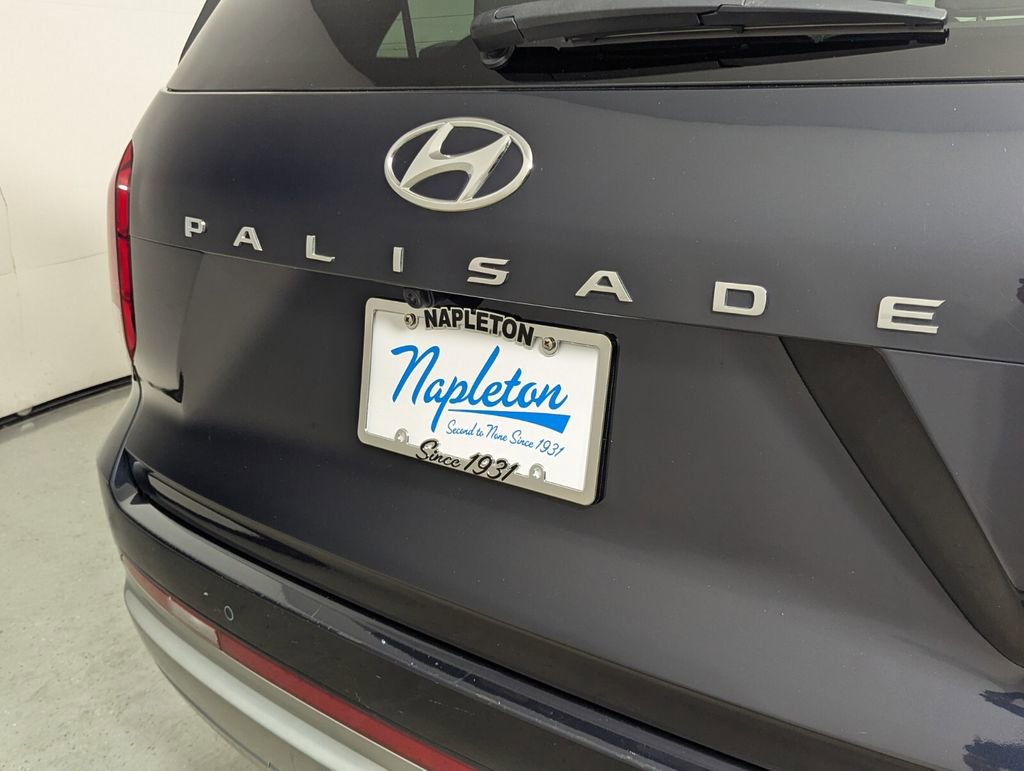 PALISADE
NAPLETON
Napleton
Second to None Since 1931
Since 1931